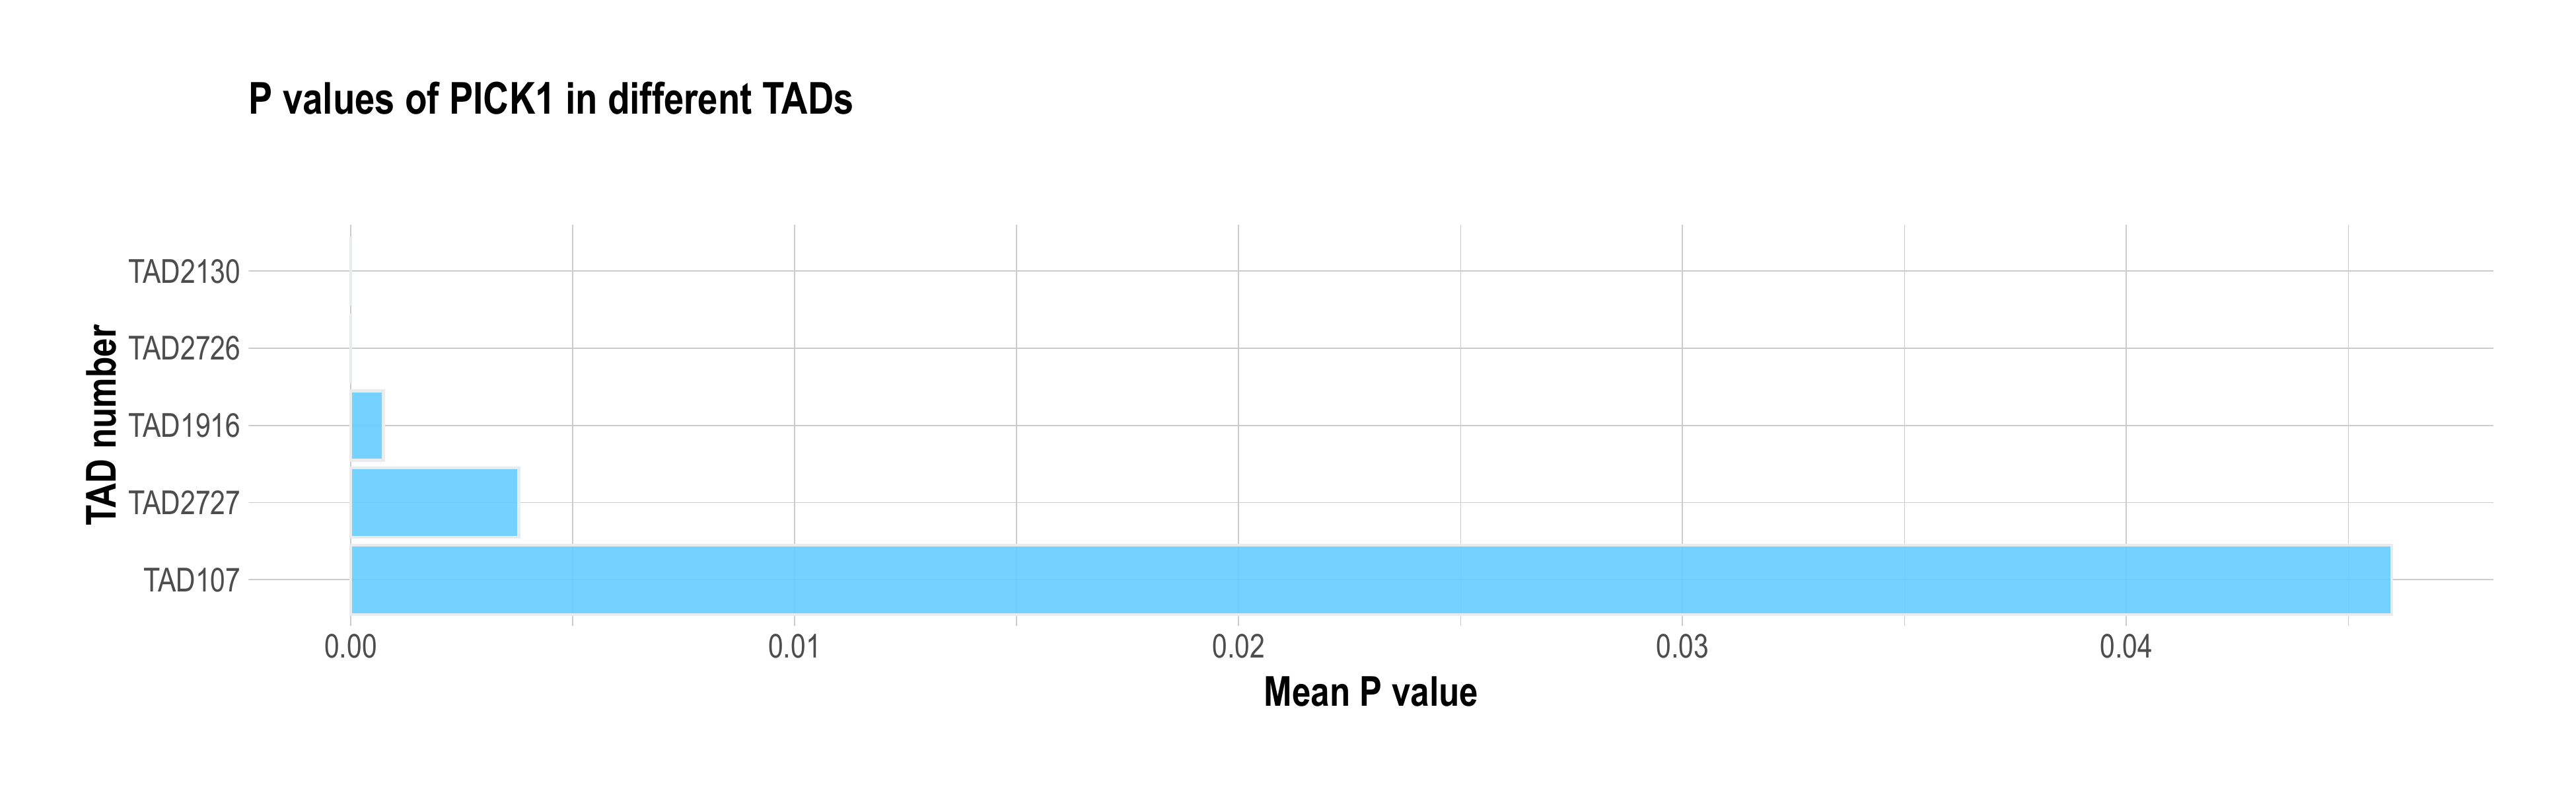 P values of PICK1 in different TADs
TAD number
TAD2130
TAD2726
TAD1916
TAD2727
TAD107
0.00 0.01 0.02 0.03 0.04
Mean P value